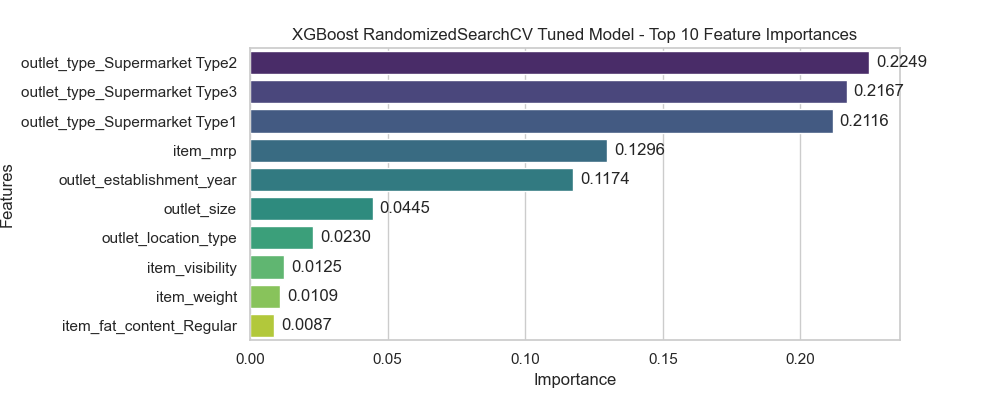 XGBoost RandomizedSearchCV Tuned Model - Top 10 Feature Importances
Features
outlet_type_Supermarket Type2 0.2249
outlet_type_Supermarket Type3 0.2167
outlet_type_Supermarket Type1 0.2116
item_mrp 0.1296
outlet_establishment_year 0.1174
outlet_size 0.0445
outlet_location_type 0.0230
item_visibility 0.0125
item_weight 0.0109
item_fat_content_Regular 0.0087
0.00 0.05 0.10 0.15 0.20
Importance